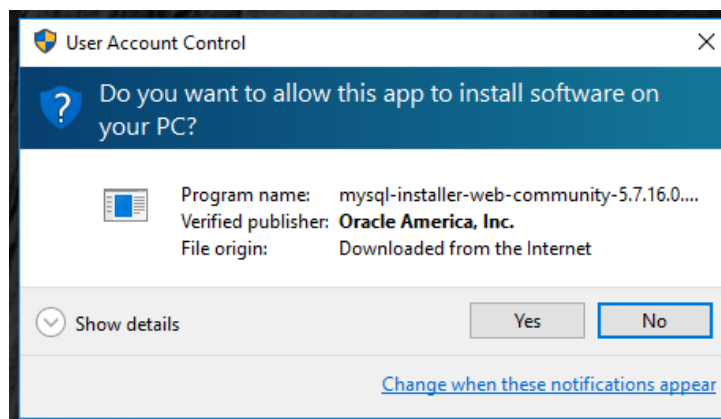 User Account Control
Do you want to allow this app to install software on
your PC?
Program name: mysql-installer-web-community-5.7.16.0....
Verified publisher: Oracle America, Inc.
File origin: Downloaded from the Internet
Show details
Yes
No
Change when these notifications appear